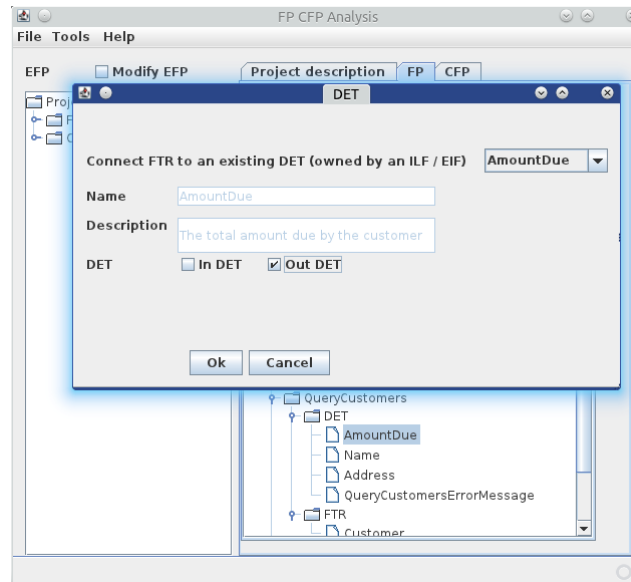 FP CFP Analysis
File Tools Help
EFP Modify EFP Project description FP CFP
Proj
DET
Connect FTR to an existing DET (owned by an ILF / EIF) AmountDue
Name AmountDue
Description The total amount due by the customer
DET In DET Out DET
Ok Cancel
QueryCustomers
DET
AmountDue
Name
Address
QueryCustomersErrorMessage
FTR
Customer